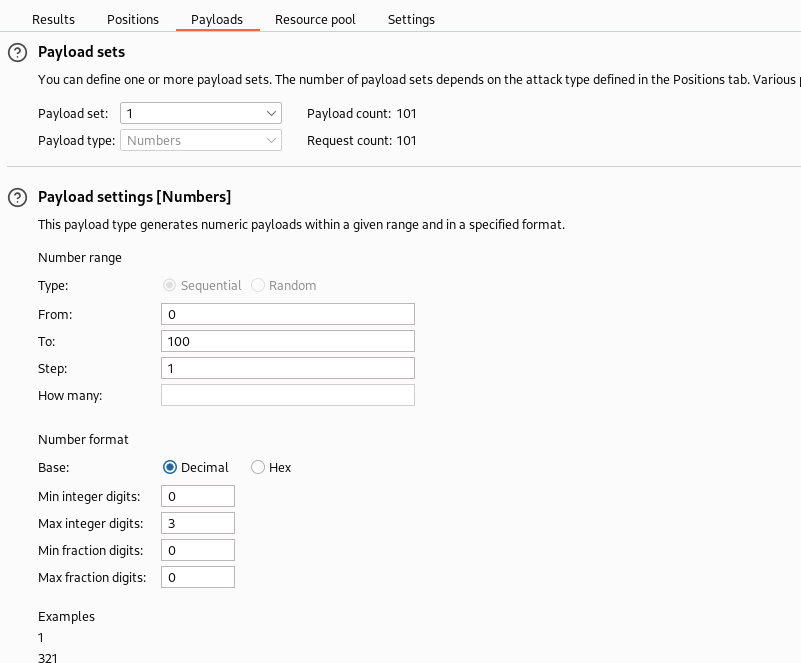 Results Positions Payloads Resource pool Settings
? Payload sets
You can define one or more payload sets. The number of payload sets depends on the attack type defined in the Positions tab. Various
Payload set: 1 Payload count: 101
Payload type: Numbers Request count: 101
? Payload settings [Numbers]
This payload type generates numeric payloads within a given range and in a specified format.
Number range
Type: Sequential Random
From: 0
To: 100
Step: 1
How many:
Number format
Base: Decimal Hex
Min integer digits: 0
Max integer digits: 3
Min fraction digits: 0
Max fraction digits: 0
Examples
1
321